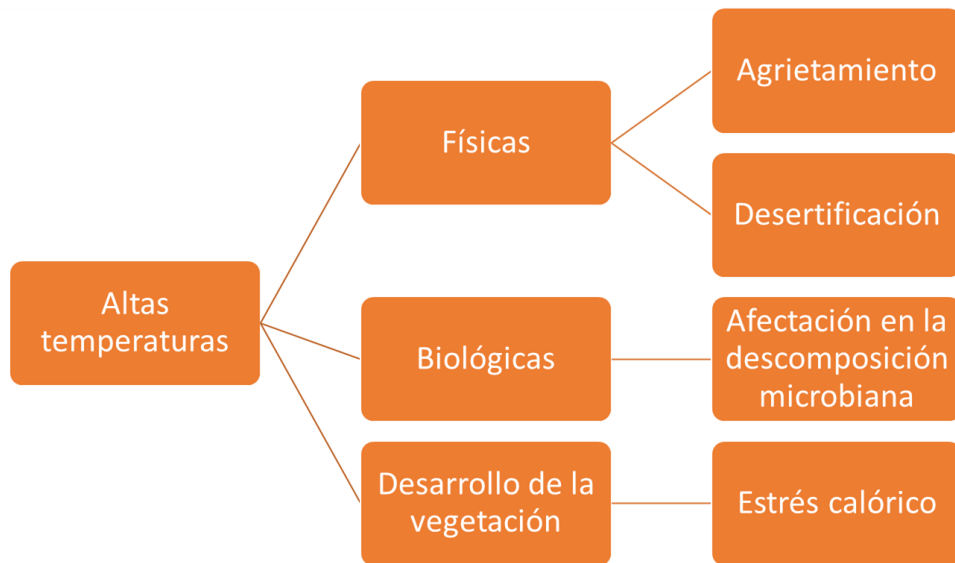 Altas
temperaturas
Físicas
Agrietamiento
Desertificación
Biológicas
Afectación en la
descomposición
microbiana
Desarrollo de la
vegetación
Estrés calórico